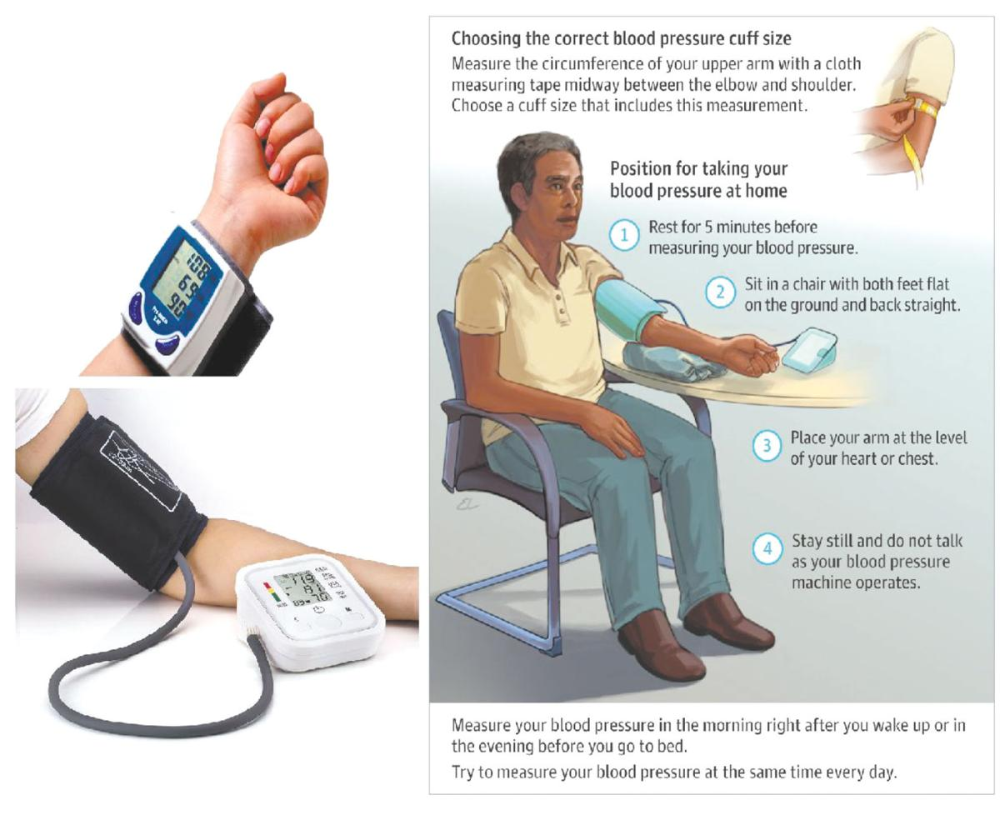 108
69
90
119
81
70
Choosing the correct blood pressure cuff size
Measure the circumference of your upper arm with a cloth
measuring tape midway between the elbow and shoulder.
Choose a cuff size that includes this measurement.
Position for taking your
blood pressure at home
1
Rest for 5 minutes before
measuring your blood pressure.
2
Sit in a chair with both feet flat
on the ground and back straight.
3
Place your arm at the level
of your heart or chest.
4
Stay still and do not talk
as your blood pressure
machine operates.
Measure your blood pressure in the morning right after you wake up or in
the evening before you go to bed.
Try to measure your blood pressure at the same time every day.